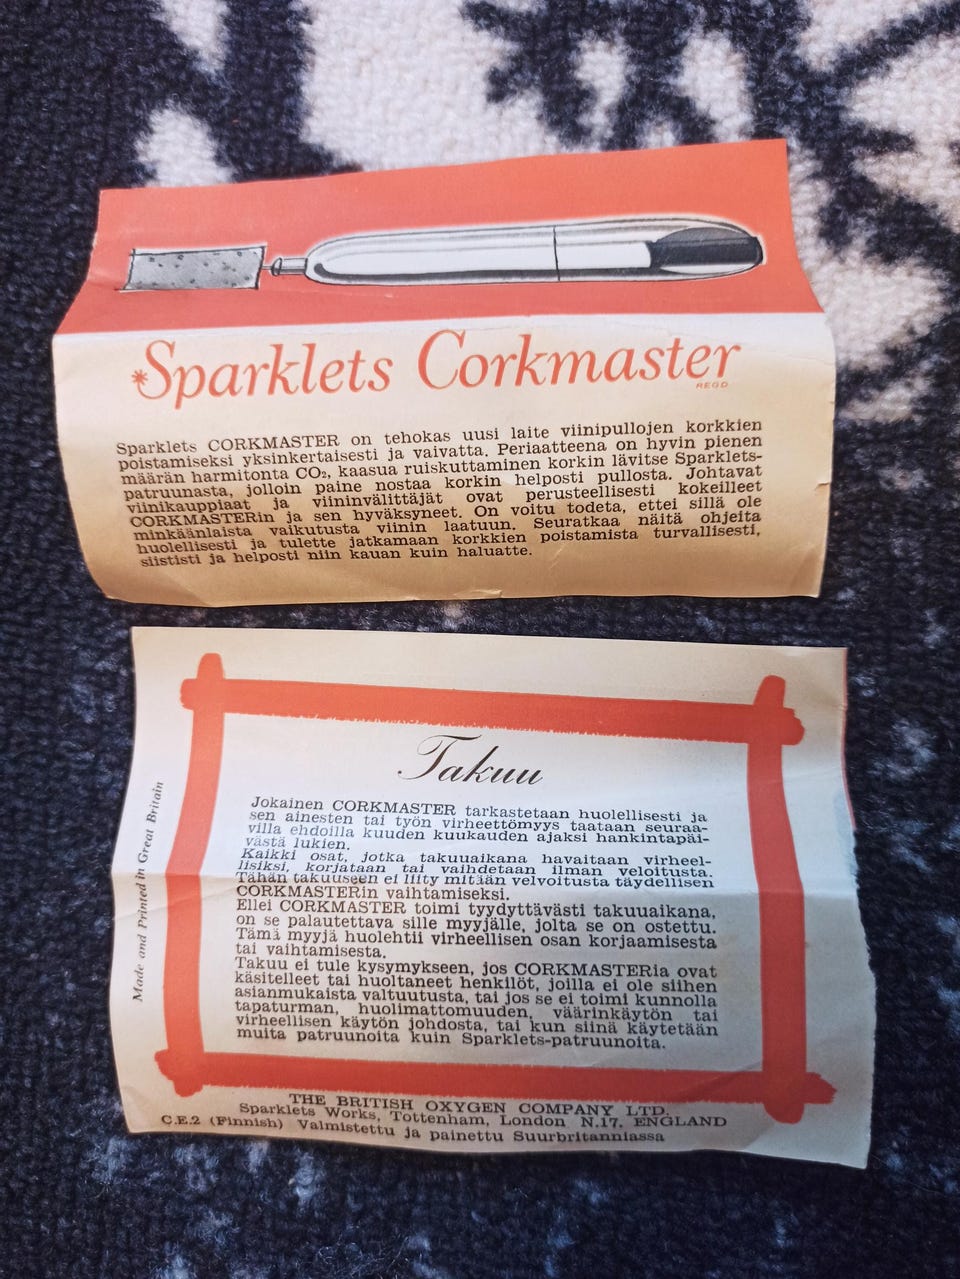 *Sparklets Corkmaster
REGD
Sparklets CORKMASTER on tehokas uusi laite viinipullojen korkkien
poistamiseksi yksinkertaisesti ja vaivatta. Periaatteena on hyvin pienen
määrän harmitonta CO₂, kaasua ruiskuttaminen korkin lävitse Sparklets-
patruunasta, jolloin paine nostaa korkin helposti pullosta. Johtavat
viinikauppiaat ja viininvälittäjät ovat perusteellisesti kokeilleet
CORKMASTERin ja sen hyväksyneet. On voitu todeta, ettei sillä ole
minkäänlaista vaikutusta viinin laatuun. Seuratkaa näitä ohjeita
huolellisesti ja tulette jatkamaan korkkien poistamista turvallisesti,
siististi ja helposti niin kauan kuin haluatte.
Takuu
Jokainen CORKMASTER tarkastetaan huolellisesti ja
sen ainesten tai työn virheettömyys taataan seuraa-
villa ehdoilla kuuden kuukauden ajaksi hankintapäi-
västä lukien.
Kaikki osat, jotka takuuaikana havaitaan virheel-
lisiksi, korjataan tai vaihdetaan ilman veloitusta.
Tähän takuuseen ei liity mitään velvoitusta täydellisen
CORKMASTERin vaihtamiseksi.
Ellei CORKMASTER toimi tyydyttävästi takuuaikana,
on se palautettava sille myyjälle, jolta se on ostettu.
Tämä myyjä huolehtii virheellisen osan korjaamisesta
tai vaihtamisesta.
Takuu ei tule kysymykseen, jos CORKMASTERia ovat
käsitelleet tai huoltaneet henkilöt, joilla ei ole siihen
asianmukaista valtuutusta, tai jos se ei toimi kunnolla
tapaturman, huolimattomuuden, väärinkäytön tai
virheellisen käytön johdosta, tai kun siinä käytetään
muita patruunoita kuin Sparklets-patruunoita.
Made and Printed in Great Britain
THE BRITISH OXYGEN COMPANY LTD.
Sparklets Works, Tottenham, London N.17, ENGLAND
C.E.2 (Finnish) Valmistettu ja painettu Suurbritanniassa